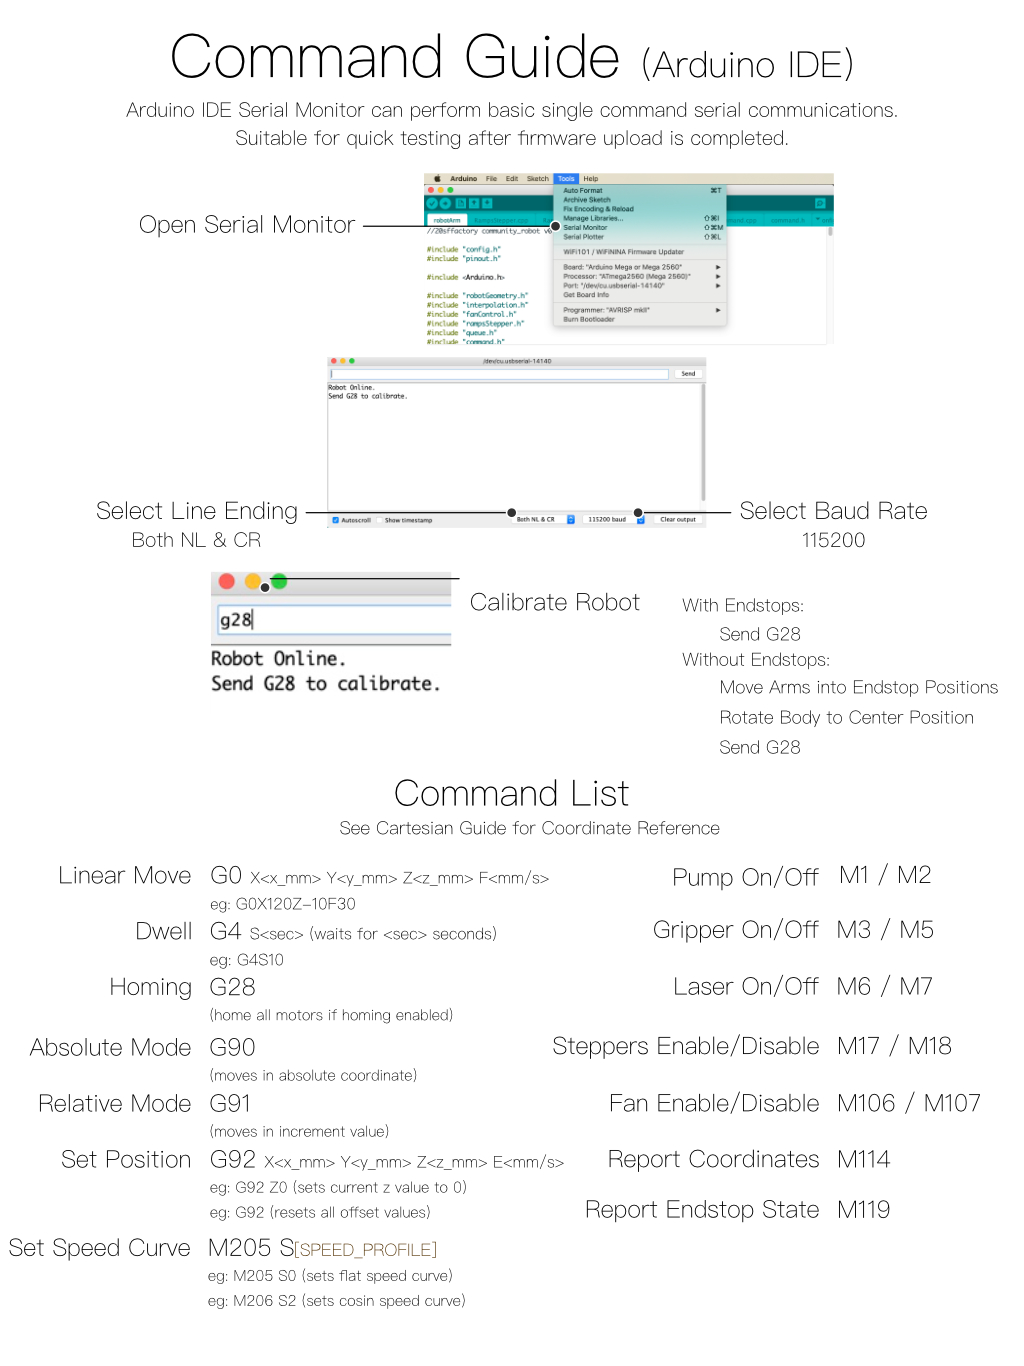 Command Guide (Arduino IDE)
Arduino IDE Serial Monitor can perform basic single command serial communications.
Suitable for quick testing after firmware upload is completed.
Arduino File Edit Sketch Tools Help
Auto Format ⌘T
Archive Sketch
Fix Encoding & Reload
Manage Libraries... ⇧⌘I
Serial Monitor ⇧⌘M
Serial Plotter ⇧⌘L
WiFi101 / WiFiNINA Firmware Updater
Board: "Arduino Mega or Mega 2560"
Processor: "ATmega2560 (Mega 2560)"
Port: "/dev/cu.usbserial-14140"
Get Board Info
Programmer: "AVRISP mkII"
Burn Bootloader
robotArm
//20sffactory community_robot
#include "config.h"
#include "pinout.h"
#include <Arduino.h>
#include "robotGeometry.h"
#include "interpolation.h"
#include "fanControl.h"
#include "rampsStepper.h"
#include "queue.h"
#include "command.h"
Open Serial Monitor
/dev/cu.usbserial-14140
Send
Robot Online.
Send G28 to calibrate.
Autoscroll Show timestamp Both NL & CR 115200 baud Clear output
Select Line Ending
Both NL & CR
Select Baud Rate
115200
g28
Robot Online.
Send G28 to calibrate.
Calibrate Robot
With Endstops:
Send G28
Without Endstops:
Move Arms into Endstop Positions
Rotate Body to Center Position
Send G28
Command List
See Cartesian Guide for Coordinate Reference
Linear Move G0 X<x_mm> Y<y_mm> Z<z_mm> F<mm/s>
eg: G0X120Z-10F30
Dwell G4 S<sec> (waits for <sec> seconds)
eg: G4S10
Homing G28
(home all motors if homing enabled)
Absolute Mode G90
(moves in absolute coordinate)
Relative Mode G91
(moves in increment value)
Set Position G92 X<x_mm> Y<y_mm> Z<z_mm> E<mm/s>
eg: G92 Z0 (sets current z value to 0)
eg: G92 (resets all offset values)
Set Speed Curve M205 S[SPEED_PROFILE]
eg: M205 S0 (sets flat speed curve)
eg: M206 S2 (sets cosin speed curve)
Pump On/Off M1 / M2
Gripper On/Off M3 / M5
Laser On/Off M6 / M7
Steppers Enable/Disable M17 / M18
Fan Enable/Disable M106 / M107
Report Coordinates M114
Report Endstop State M119